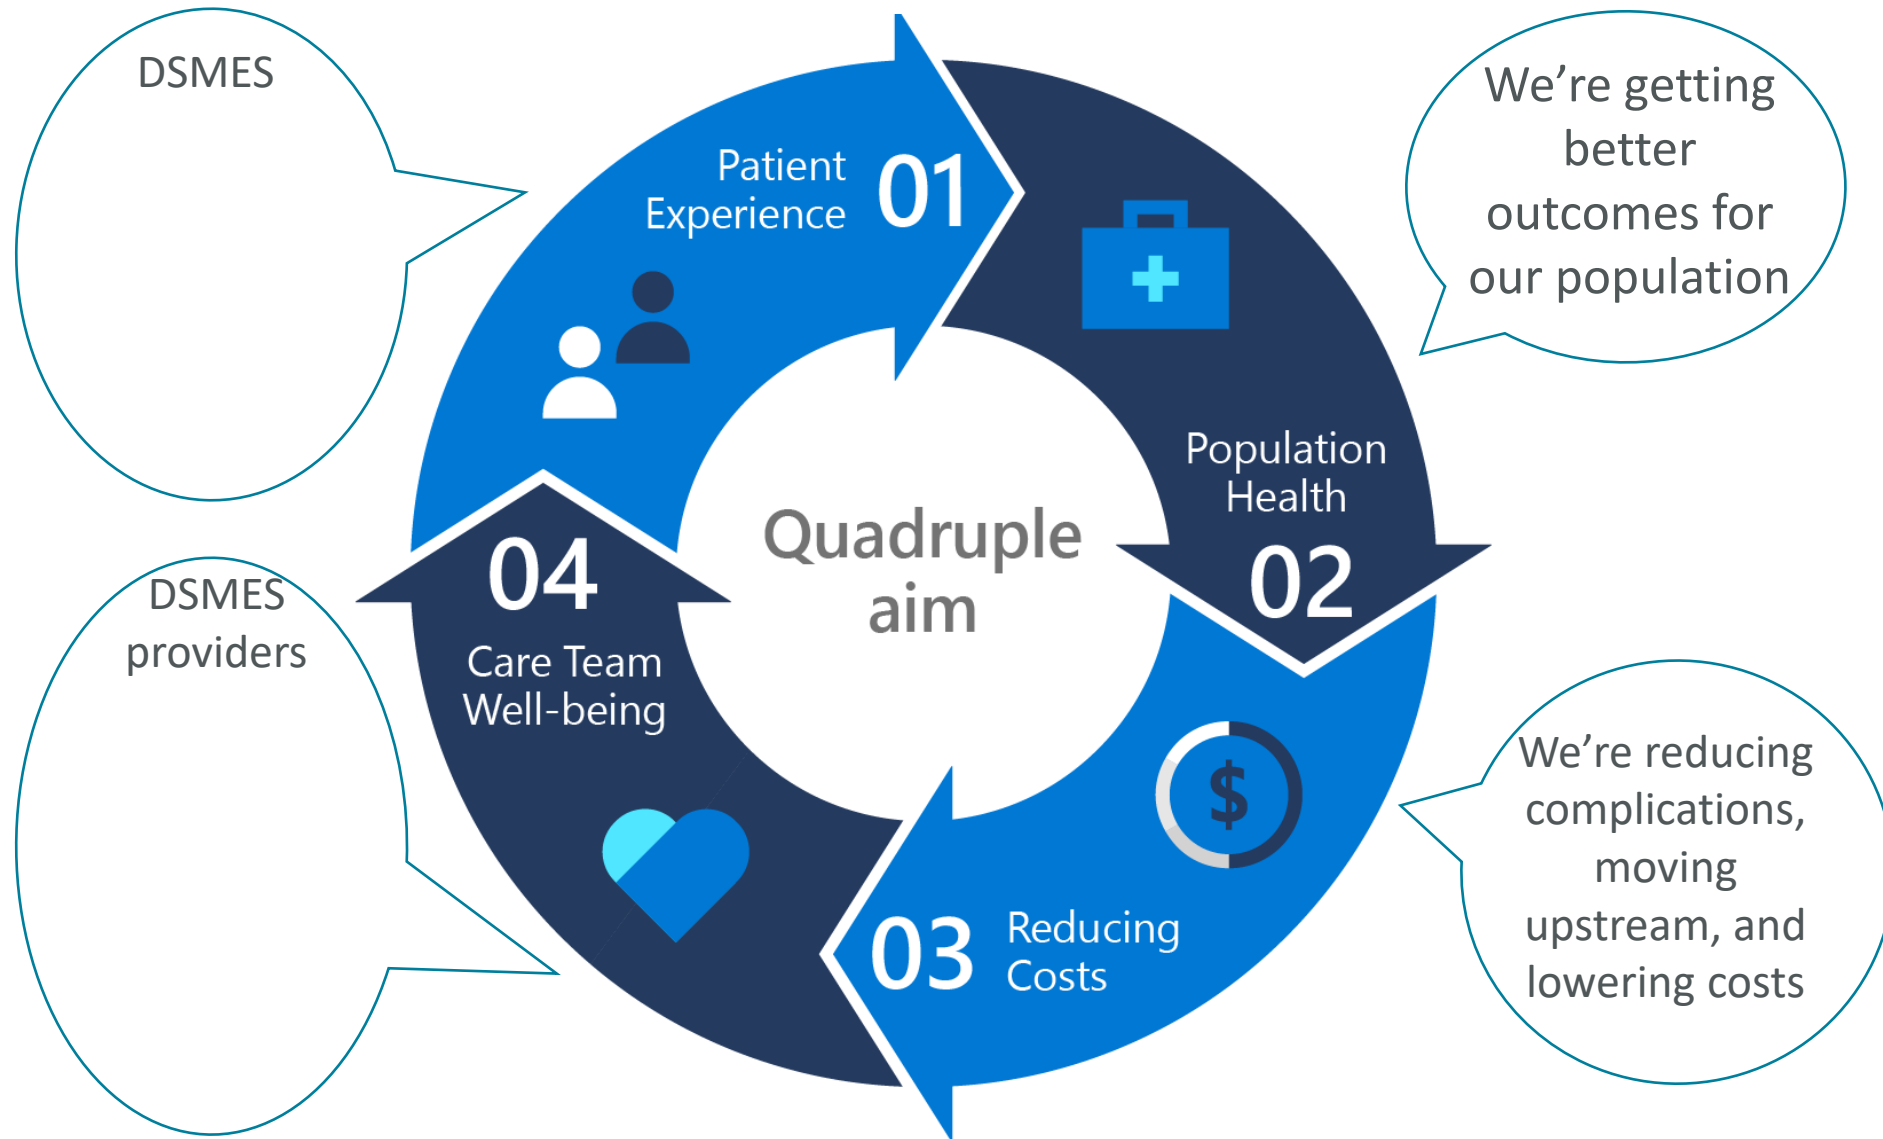 DSMES
Patient
Experience
01
We’re getting
better
outcomes for
our population
Population
Health
02
Quadruple
aim
04
Care Team
Well-being
DSMES
providers
$
03
Reducing
Costs
We’re reducing
complications,
moving
upstream, and
lowering costs